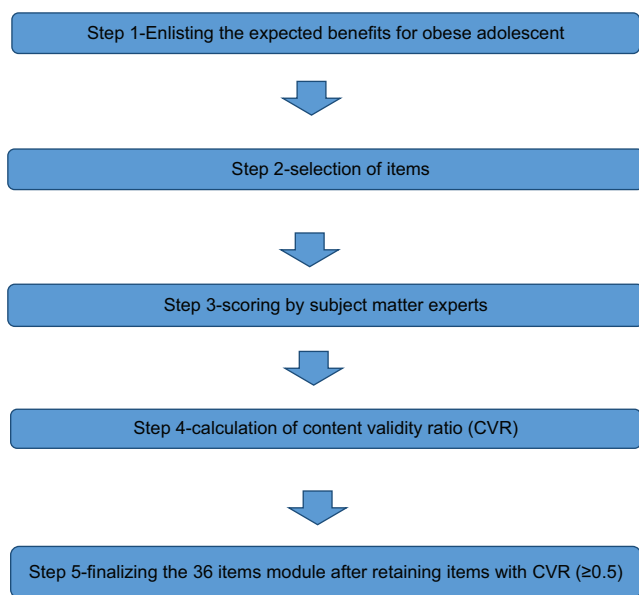 Step 1-Enlisting the expected benefits for obese adolescent
Step 2-selection of items
Step 3-scoring by subject matter experts
Step 4-calculation of content validity ratio (CVR)
Step 5-finalizing the 36 items module after retaining items with CVR (≥0.5)